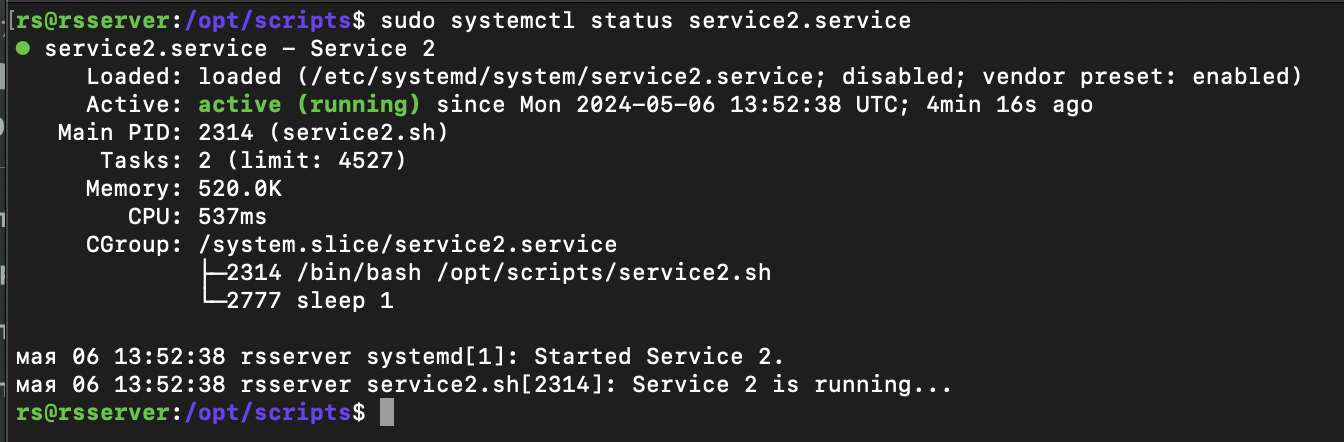 [rs@rsserver:/opt/scripts$ sudo systemctl status service2.service
● service2.service – Service 2
Loaded: loaded (/etc/systemd/system/service2.service; disabled; vendor preset: enabled)
Active: active (running) since Mon 2024-05-06 13:52:38 UTC; 4min 16s ago
Main PID: 2314 (service2.sh)
Tasks: 2 (limit: 4527)
Memory: 520.0K
CPU: 537ms
CGroup: /system.slice/service2.service
├─2314 /bin/bash /opt/scripts/service2.sh
└─2777 sleep 1
мая 06 13:52:38 rsserver systemd[1]: Started Service 2.
мая 06 13:52:38 rsserver service2.sh[2314]: Service 2 is running...
rs@rsserver:/opt/scripts$